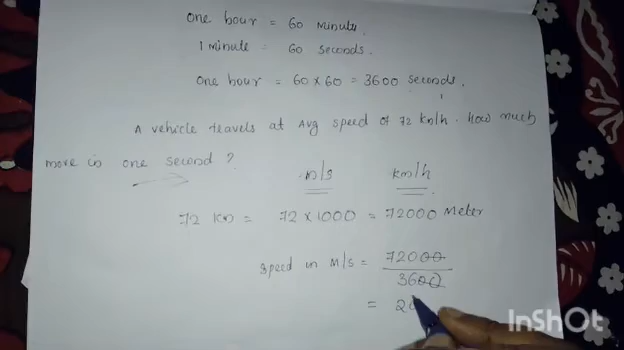 One hour = 60 Minute.
1 minute = 60 seconds.
One hour = 60 x 60 = 3600 seconds.
A vehicle travels at Avg speed of 72 Km/h. How much
move in one second?
m/s
km/h
72 Km = 72 x 1000 = 72000 Meter
speed in M/s = 72000
3600
= 20
InShot